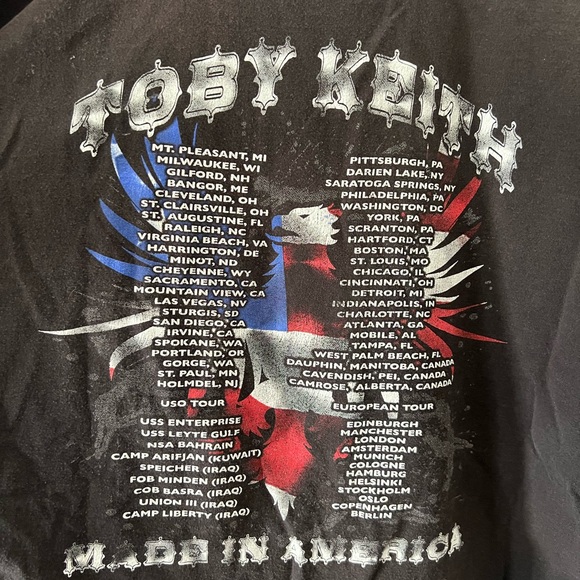 TOBY KEITH
MT. PLEASANT, MI
MILWAUKEE, WI
GILFORD, NH
BANGOR, ME
CLEVELAND, OH
ST. CLAIRSVILLE, OH
ST. AUGUSTINE, FL
RALEIGH, NC
VIRGINIA BEACH, VA
HARRINGTON, DE
MINOT, ND
CHEYENNE, WY
SACRAMENTO, CA
MOUNTAIN VIEW, CA
LAS VEGAS, NV
STURGIS, SD
SAN DIEGO, CA
IRVINE, CA
SPOKANE, WA
PORTLAND, OR
GORGE, WA
ST. PAUL, MN
HOLMDEL, NJ
USO TOUR
USS ENTERPRISE
USS LEYTE GULF
NSA BAHRAIN
CAMP ARIFJAN (KUWAIT)
SPEICHER (IRAQ)
FOB MINDEN (IRAQ)
COB BASRA (IRAQ)
UNION III (IRAQ)
CAMP LIBERTY (IRAQ)
PITTSBURGH, PA
DARIEN LAKE, NY
SARATOGA SPRINGS, NY
PHILADELPHIA, PA
WASHINGTON, DC
YORK, PA
SCRANTON, PA
HARTFORD, CT
BOSTON, MA
ST. LOUIS, MO
CHICAGO, IL
CINCINNATI, OH
DETROIT, MI
INDIANAPOLIS, IN
CHARLOTTE, NC
ATLANTA, GA
MOBILE, AL
TAMPA, FL
WEST PALM BEACH, FL
DAUPHIN, MANITOBA, CANADA
CAVENDISH, PEI, CANADA
CAMROSE, ALBERTA, CANADA
EUROPEAN TOUR
EDINBURGH
MANCHESTER
LONDON
AMSTERDAM
MUNICH
COLOGNE
HAMBURG
HELSINKI
STOCKHOLM
OSLO
COPENHAGEN
BERLIN
MADE IN AMERICA